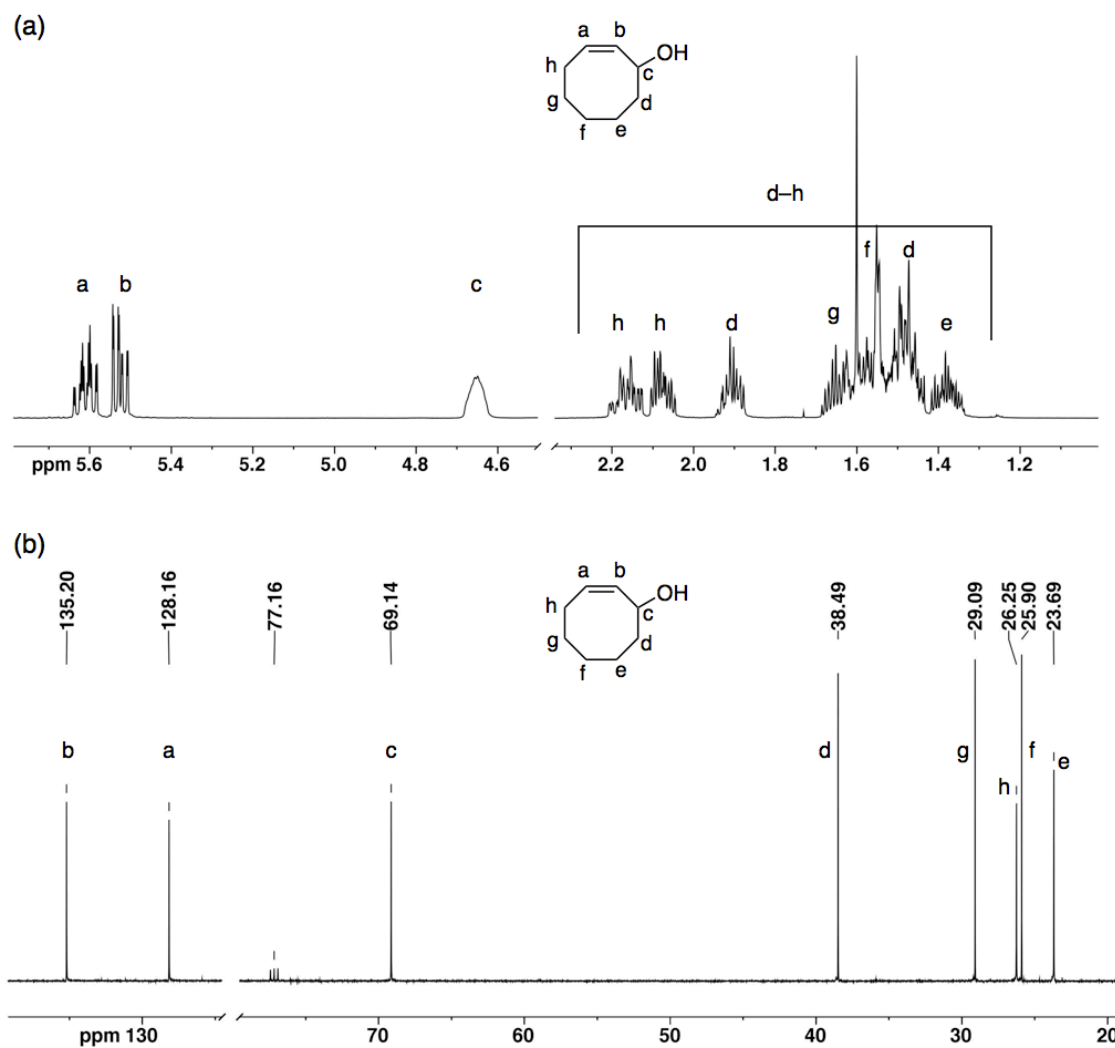 (a)
a b
OH
h c
g d
f e
d–h
a b c h h d g f d e
ppm 5.6 5.4 5.2 5.0 4.8 4.6 2.2 2.0 1.8 1.6 1.4 1.2
(b)
135.20 128.16 77.16 69.14 38.49 29.09 26.25 25.90 23.69
a b
OH
h c
g d
f e
b a c d g h f e
ppm 130 70 60 50 40 30 20